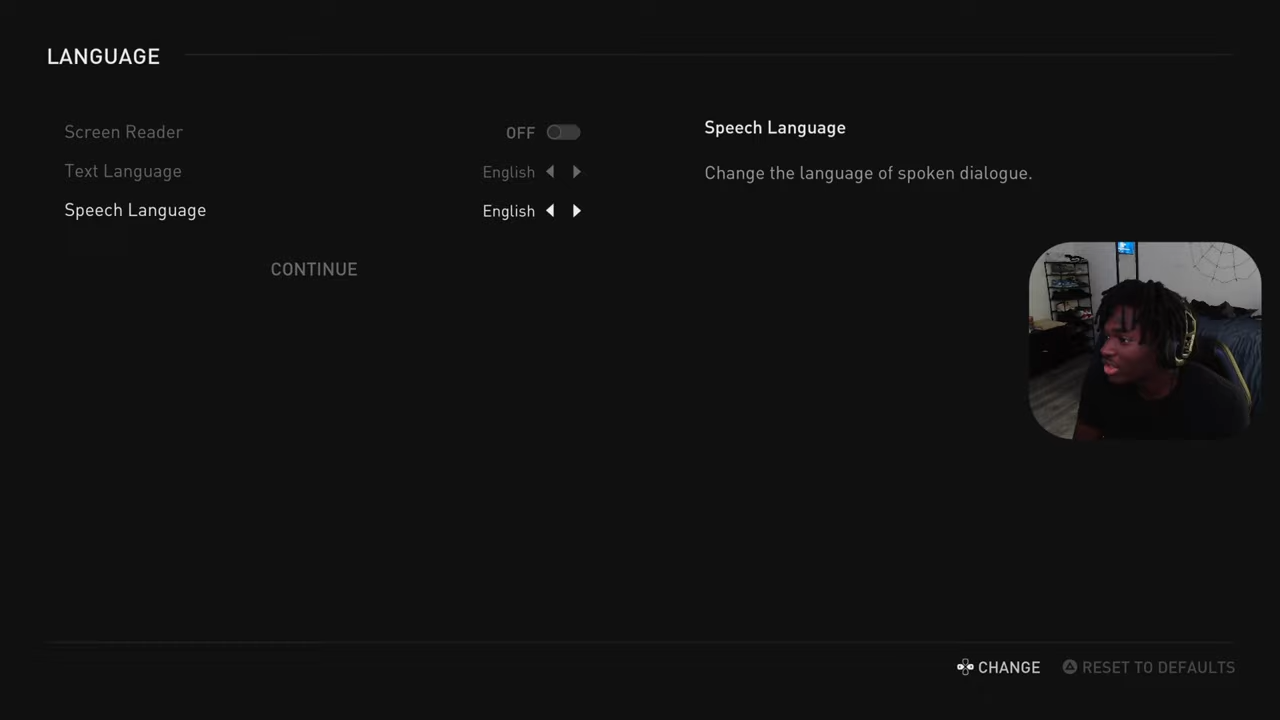 LANGUAGE
Screen Reader OFF
Text Language English
Speech Language English
CONTINUE
Speech Language
Change the language of spoken dialogue.
CHANGE RESET TO DEFAULTS